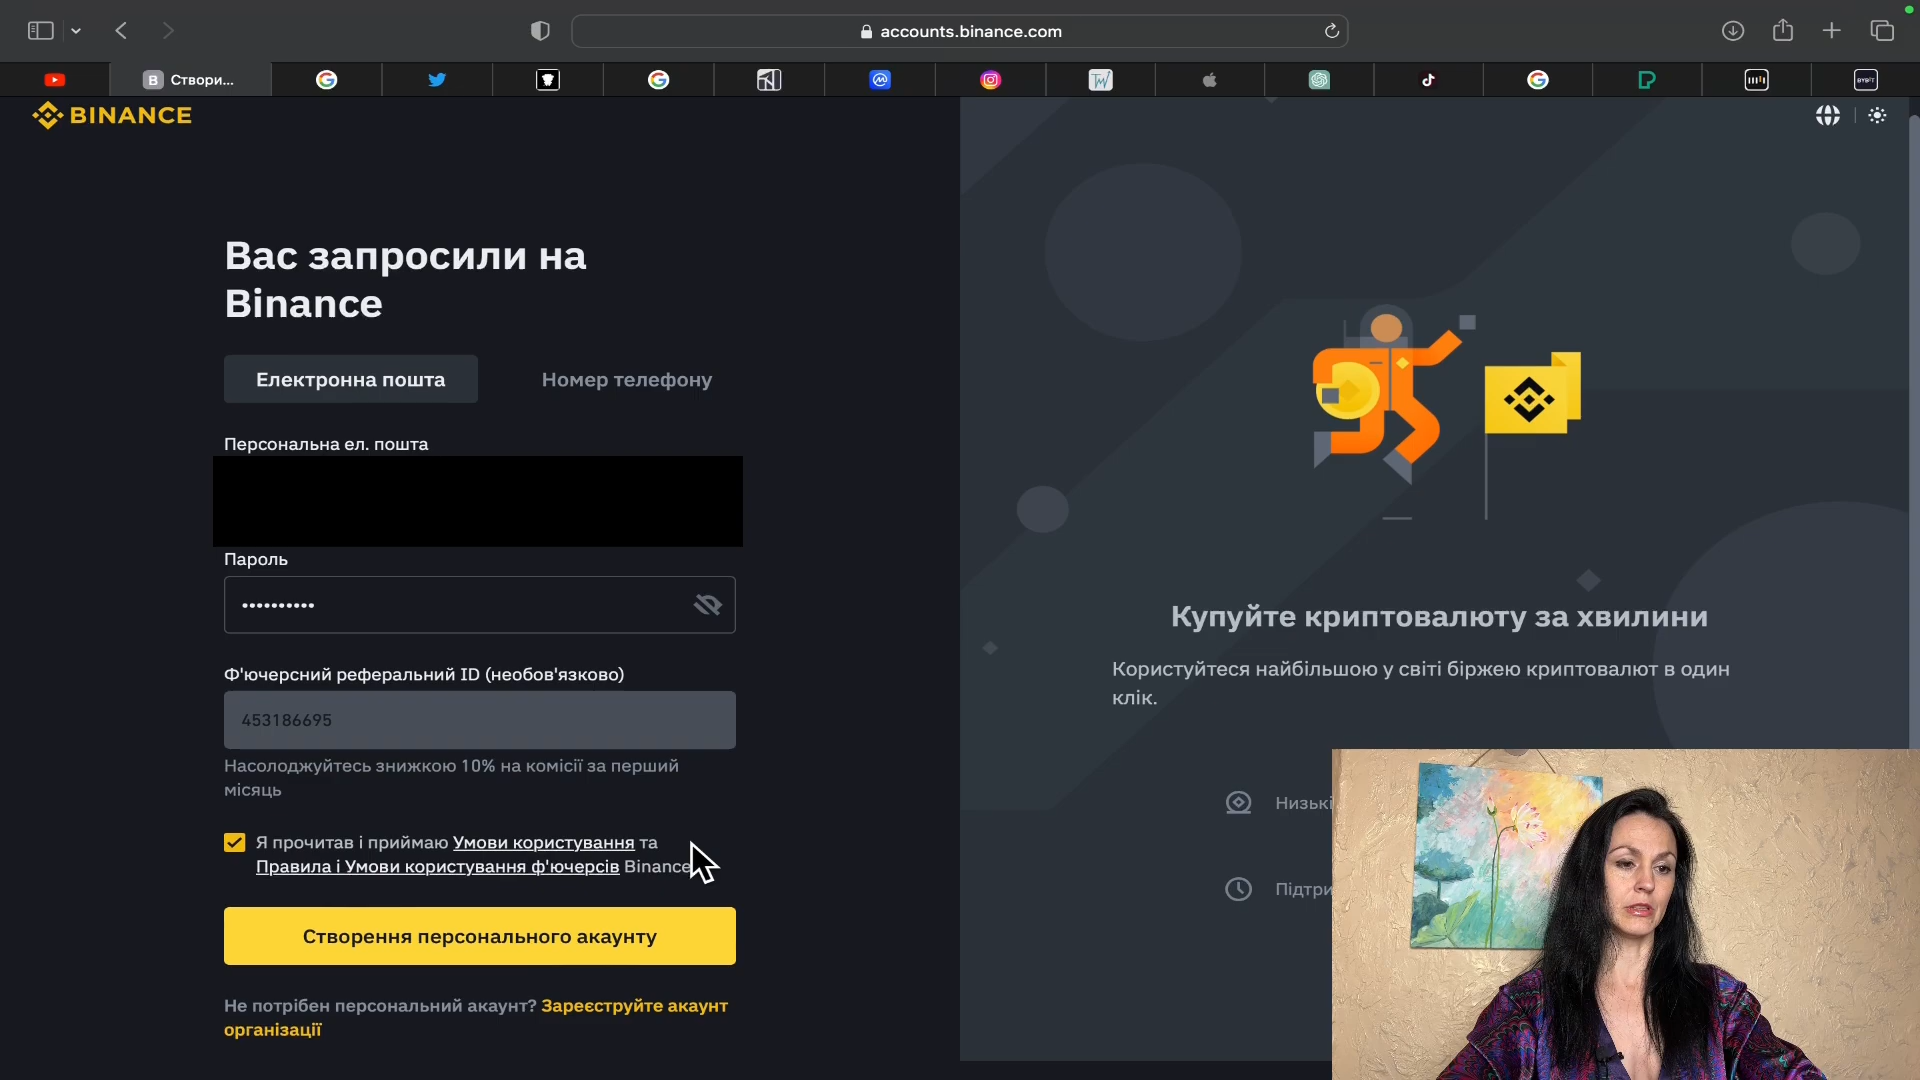 accounts.binance.com
B Створи...
BINANCE
Вас запросили на
Binance
Електронна пошта
Номер телефону
Персональна ел. пошта
Пароль
••••••••••
Ф'ючерсний реферальний ID (необов'язково)
453186695
Насолоджуйтесь знижкою 10% на комісії за перший
місяць
Я прочитав і приймаю Умови користування та
Правила і Умови користування ф'ючерсів Binance
Створення персонального акаунту
Не потрібен персональний акаунт? Зареєструйте акаунт
організації
Купуйте криптовалюту за хвилини
Користуйтеся найбільшою у світі біржею криптовалют в один
клік.
Низькі
Підтри